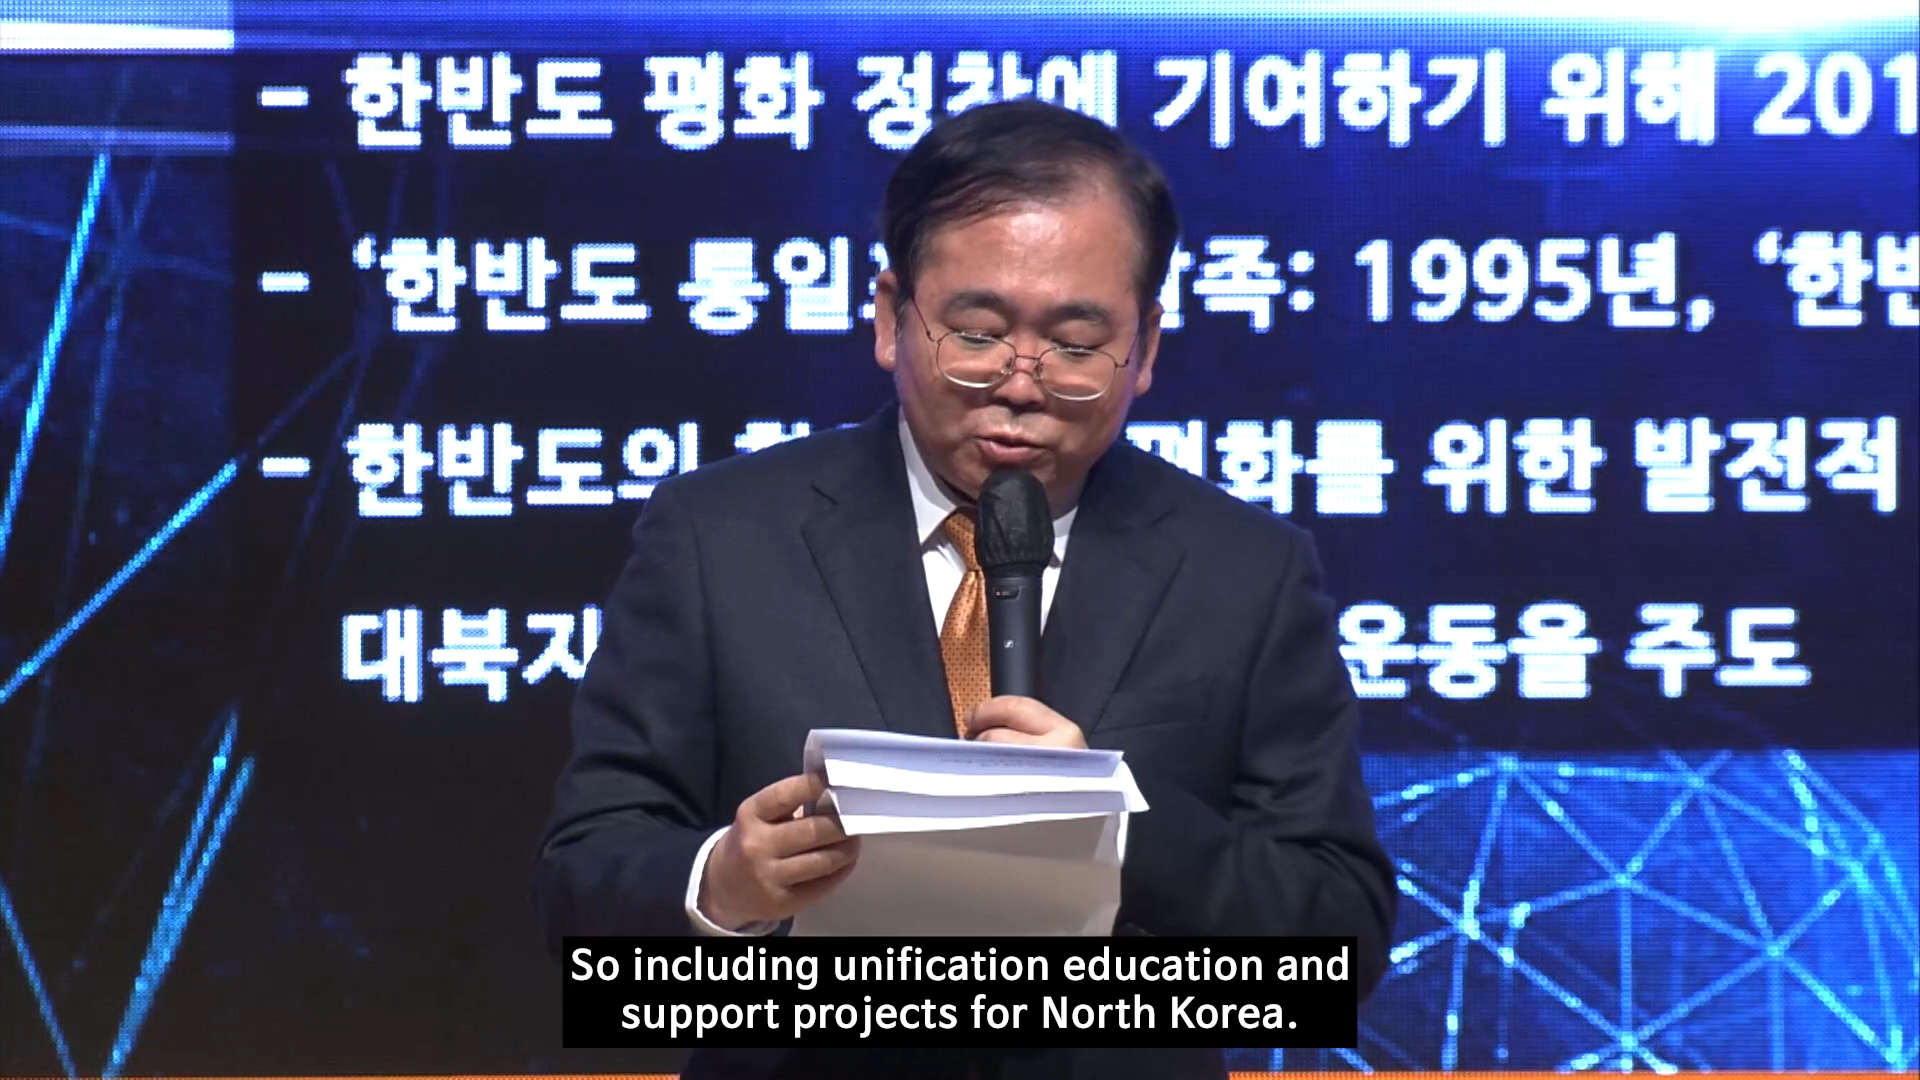 - 한반도 평화 정착에 기여하기 위해 201
- ‘한반도 통일 족: 1995년, ‘한반
- 한반도의 평화를 위한 발전적
대북지 운동을 주도
So including unification education and
support projects for North Korea.